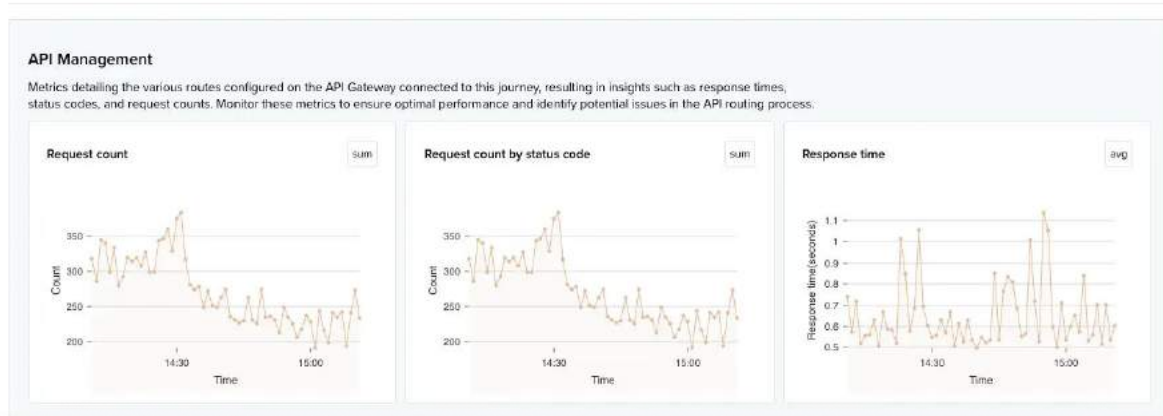 API Management
Metrics detailing the various routes configured on the API Gateway connected to this journey, resulting in insights such as response times,
status codes, and request counts. Monitor these metrics to ensure optimal performance and identify potential issues in the API routing process.
Request count
sum
350
300
250
200
Count
14:30
15:00
Time
Request count by status code
sum
350
300
250
200
Count
14:30
15:00
Time
Response time
avg
1.1
1
0.9
0.8
0.7
0.6
0.5
Response time(seconds)
14:30
15:00
Time